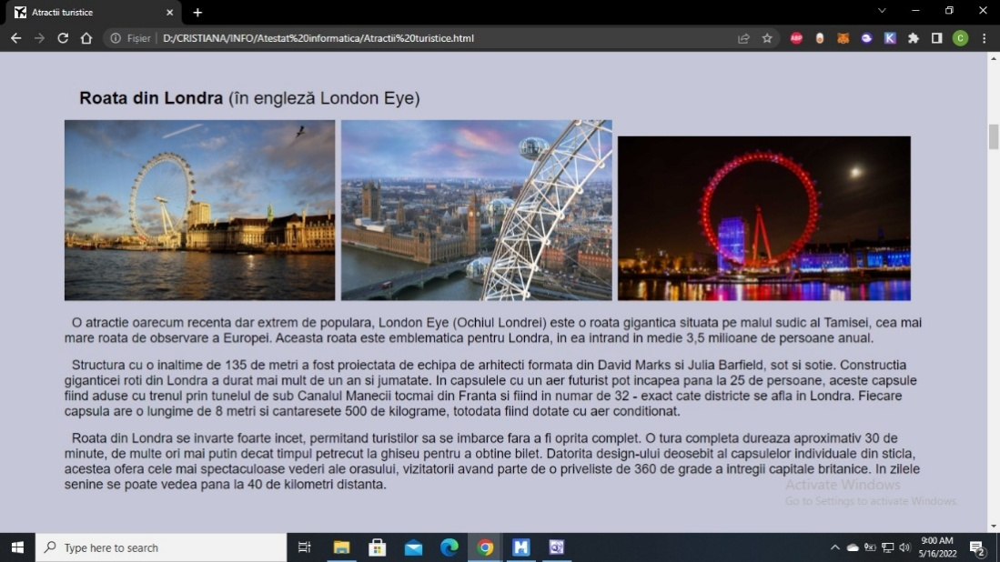 Atractii turistice
Fișier
D:/CRISTIANA/INFO/Atestat%20informatica/Atractii%20turistice.html
ABP
K
C
Roata din Londra (în engleză London Eye)
O atractie oarecum recenta dar extrem de populara, London Eye (Ochiul Londrei) este o roata gigantica situata pe malul sudic al Tamisei, cea mai
mare roata de observare a Europei. Aceasta roata este emblematica pentru Londra, in ea intrand in medie 3,5 milioane de persoane anual.
Structura cu o inaltime de 135 de metri a fost proiectata de echipa de arhitecti formata din David Marks si Julia Barfield, sot si sotie. Constructia
giganticei roti din Londra a durat mai mult de un an si jumatate. In capsulele cu un aer futurist pot incapea pana la 25 de persoane, aceste capsule
fiind aduse cu trenul prin tunelul de sub Canalul Manecii tocmai din Franta si fiind in numar de 32 - exact cate districte se afla in Londra. Fiecare
capsula are o lungime de 8 metri si cantaresete 500 de kilograme, totodata fiind dotate cu aer conditionat.
Roata din Londra se invarte foarte incet, permitand turistilor sa se imbarce fara a fi oprita complet. O tura completa dureaza aproximativ 30 de
minute, de multe ori mai putin decat timpul petrecut la ghiseu pentru a obtine bilet. Datorita design-ului deosebit al capsulelor individuale din sticla,
acestea ofera cele mai spectaculoase vederi ale orasului, vizitatorii avand parte de o priveliste de 360 de grade a intregii capitale britanice. In zilele
senine se poate vedea pana la 40 de kilometri distanta.
Activate Windows
Go to Settings to activate Windows.
Type here to search
9:00 AM
5/16/2022
2